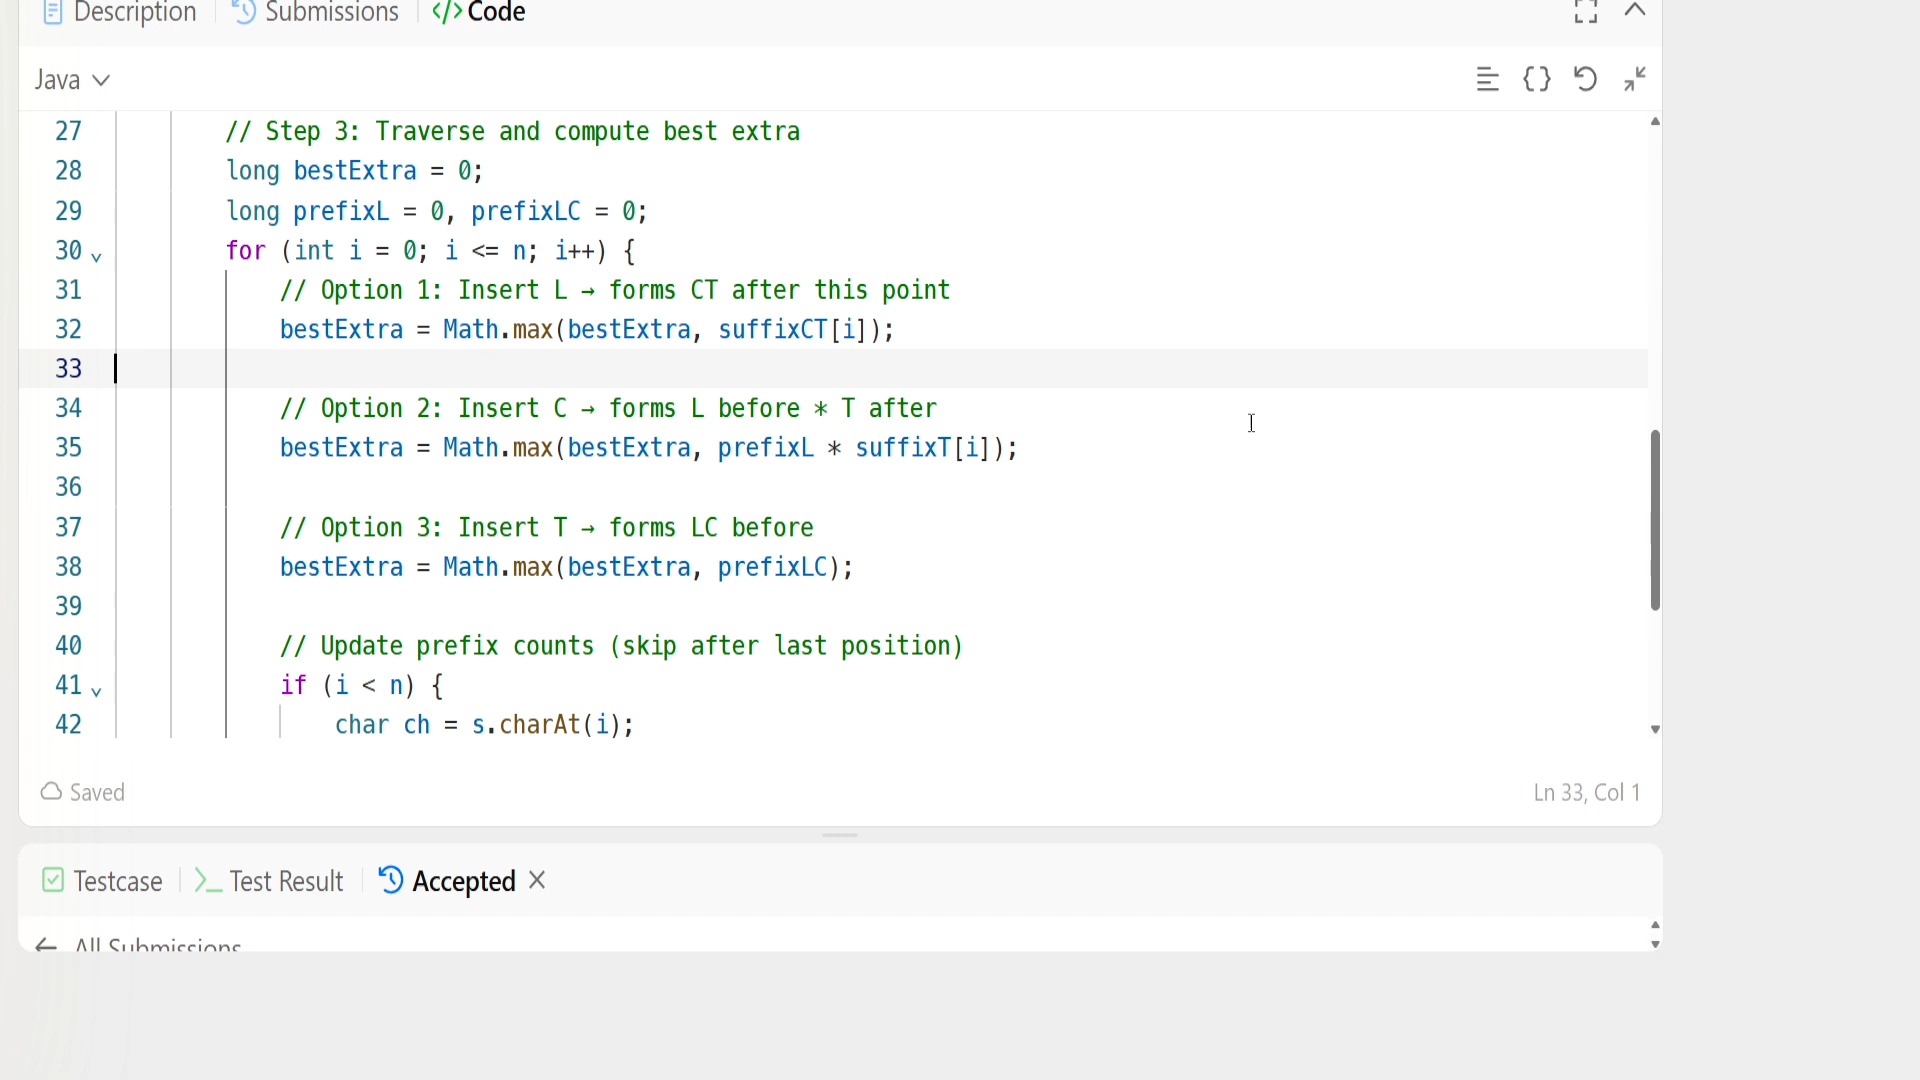 Description Submissions </> Code
Java
27 // Step 3: Traverse and compute best extra
28 long bestExtra = 0;
29 long prefixL = 0, prefixLC = 0;
30 for (int i = 0; i <= n; i++) {
31 // Option 1: Insert L → forms CT after this point
32 bestExtra = Math.max(bestExtra, suffixCT[i]);
33
34 // Option 2: Insert C → forms L before * T after
35 bestExtra = Math.max(bestExtra, prefixL * suffixT[i]);
36
37 // Option 3: Insert T → forms LC before
38 bestExtra = Math.max(bestExtra, prefixLC);
39
40 // Update prefix counts (skip after last position)
41 if (i < n) {
42 char ch = s.charAt(i);
Saved Ln 33, Col 1
Testcase Test Result Accepted
All Submissions